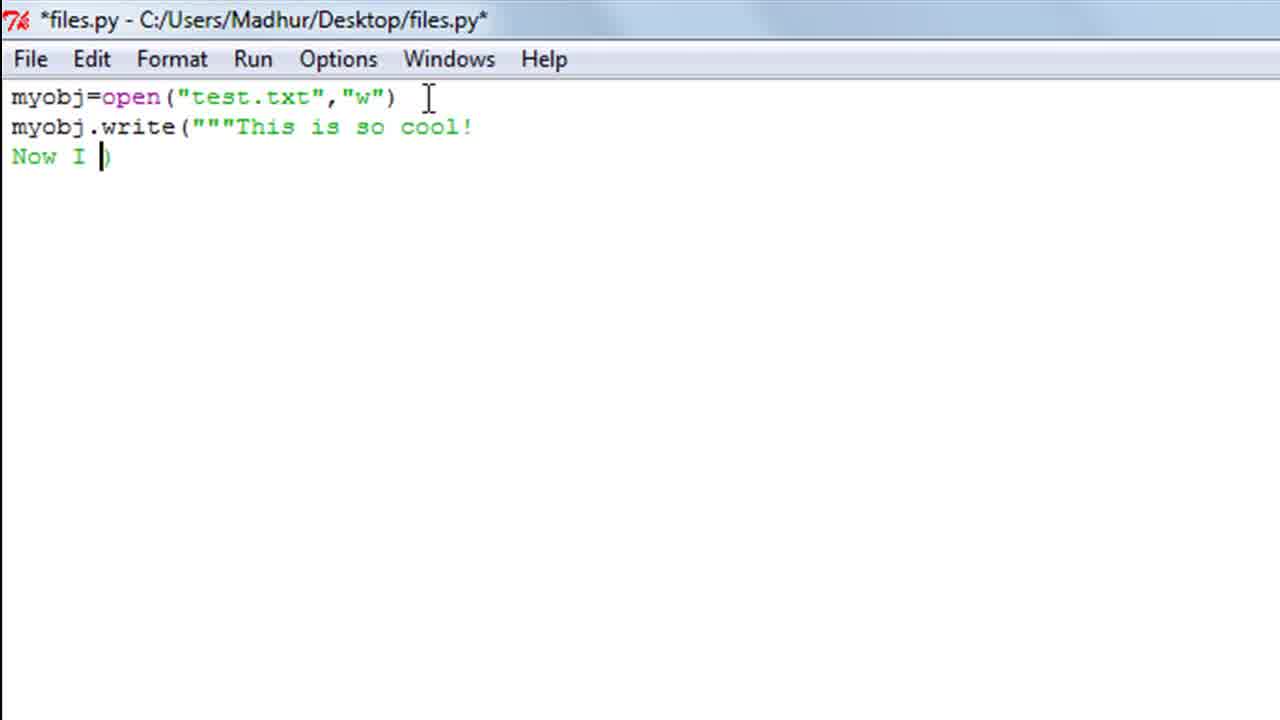 *files.py - C:/Users/Madhur/Desktop/files.py*
File Edit Format Run Options Windows Help
myobj=open("test.txt","w")
myobj.write("""This is so cool!
Now I )